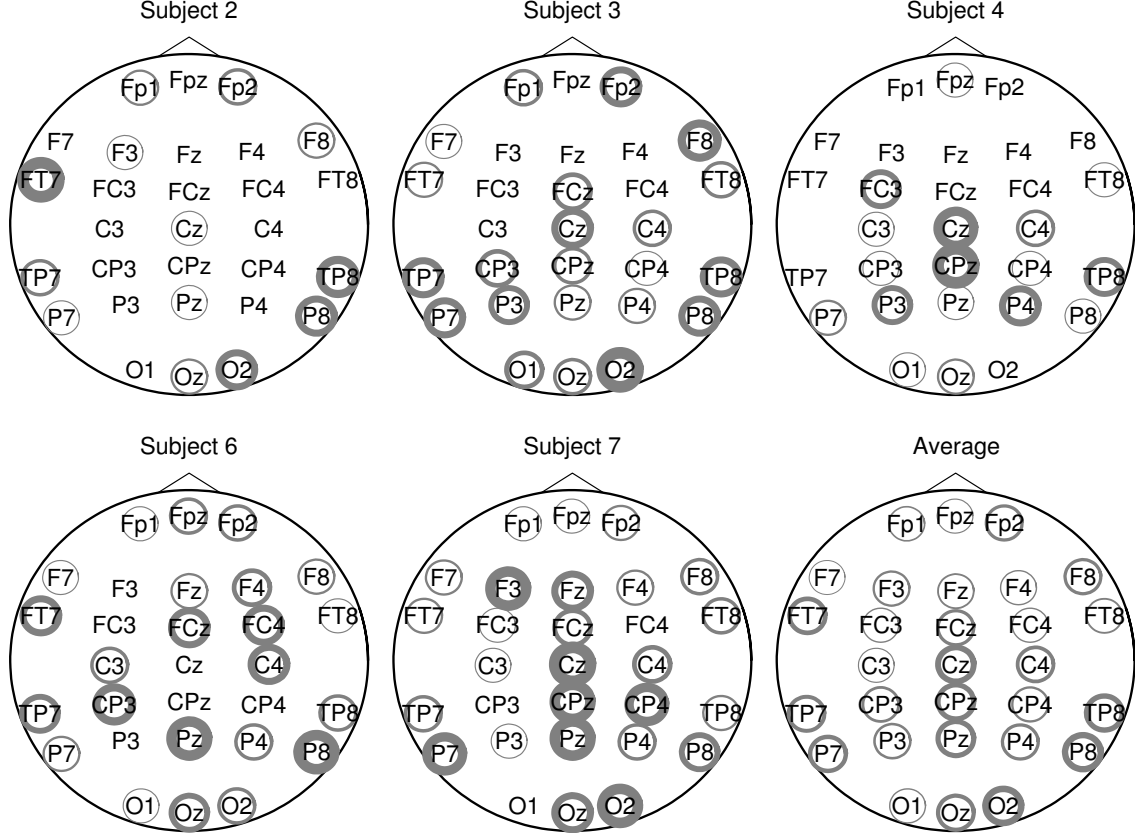 Subject 2
Fp1 Fpz Fp2
F7 F3 Fz F4 F8
FT7 FC3 FCz FC4 FT8
C3 Cz C4
TP7 CP3 CPz CP4 TP8
P7 P3 Pz P4 P8
O1 Oz O2
Subject 3
Fp1 Fpz Fp2
F7 F3 Fz F4 F8
FT7 FC3 FCz FC4 FT8
C3 Cz C4
TP7 CP3 CPz CP4 TP8
P7 P3 Pz P4 P8
O1 Oz O2
Subject 4
Fp1 Fpz Fp2
F7 F3 Fz F4 F8
FT7 FC3 FCz FC4 FT8
C3 Cz C4
TP7 CP3 CPz CP4 TP8
P7 P3 Pz P4 P8
O1 Oz O2
Subject 6
Fp1 Fpz Fp2
F7 F3 Fz F4 F8
FT7 FC3 FCz FC4 FT8
C3 Cz C4
TP7 CP3 CPz CP4 TP8
P7 P3 Pz P4 P8
O1 Oz O2
Subject 7
Fp1 Fpz Fp2
F7 F3 Fz F4 F8
FT7 FC3 FCz FC4 FT8
C3 Cz C4
TP7 CP3 CPz CP4 TP8
P7 P3 Pz P4 P8
O1 Oz O2
Average
Fp1 Fpz Fp2
F7 F3 Fz F4 F8
FT7 FC3 FCz FC4 FT8
C3 Cz C4
TP7 CP3 CPz CP4 TP8
P7 P3 Pz P4 P8
O1 Oz O2